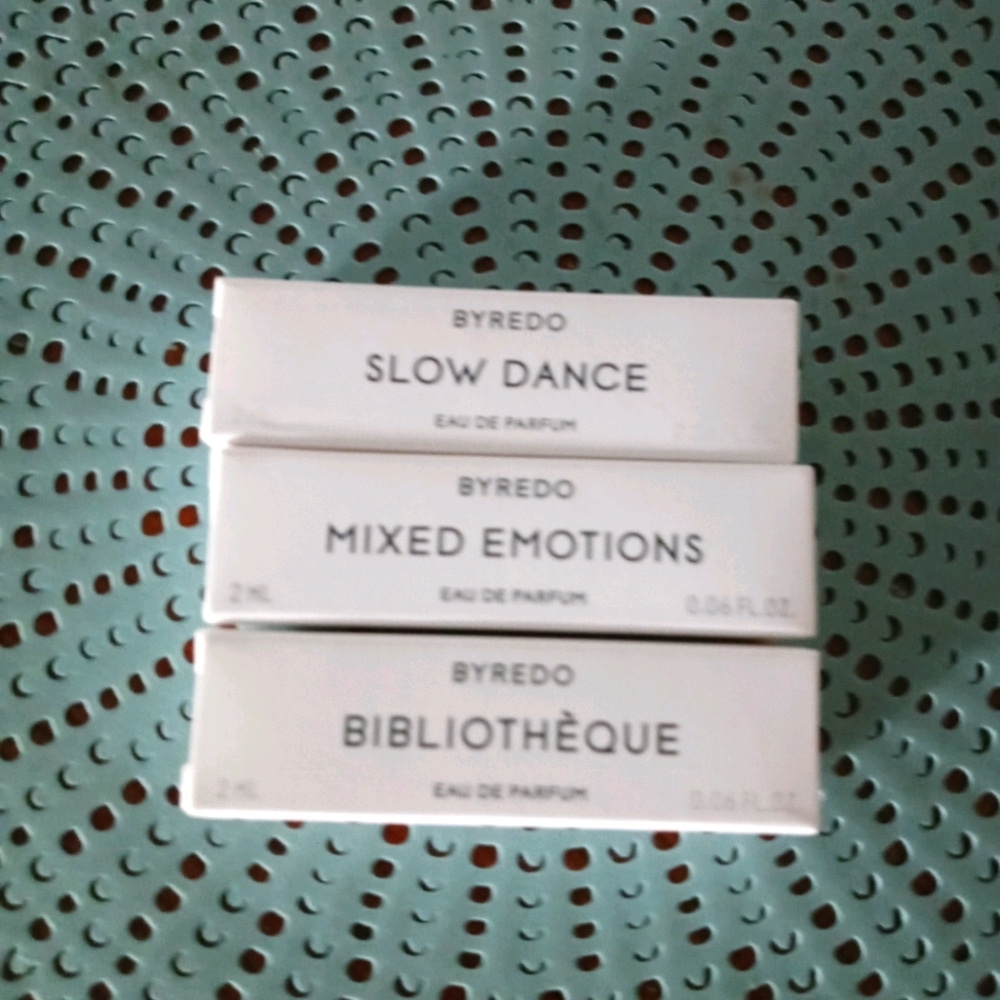 BYREDO
SLOW DANCE
EAU DE PARFUM
BYREDO
MIXED EMOTIONS
2 ML EAU DE PARFUM 0.06 FL.OZ.
BYREDO
BIBLIOTHÈQUE
2 ML EAU DE PARFUM 0.06 FL.OZ.